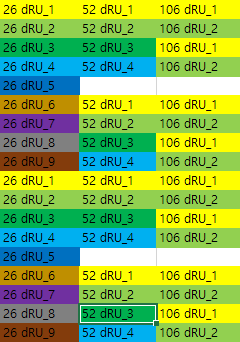 26 dRU_1 52 dRU_1 106 dRU_1
26 dRU_2 52 dRU_2 106 dRU_2
26 dRU_3 52 dRU_3 106 dRU_1
26 dRU_4 52 dRU_4 106 dRU_2
26 dRU_5
26 dRU_6 52 dRU_1 106 dRU_1
26 dRU_7 52 dRU_2 106 dRU_2
26 dRU_8 52 dRU_3 106 dRU_1
26 dRU_9 52 dRU_4 106 dRU_2
26 dRU_1 52 dRU_1 106 dRU_1
26 dRU_2 52 dRU_2 106 dRU_2
26 dRU_3 52 dRU_3 106 dRU_1
26 dRU_4 52 dRU_4 106 dRU_2
26 dRU_5
26 dRU_6 52 dRU_1 106 dRU_1
26 dRU_7 52 dRU_2 106 dRU_2
26 dRU_8 52 dRU_3 106 dRU_1
26 dRU_9 52 dRU_4 106 dRU_2